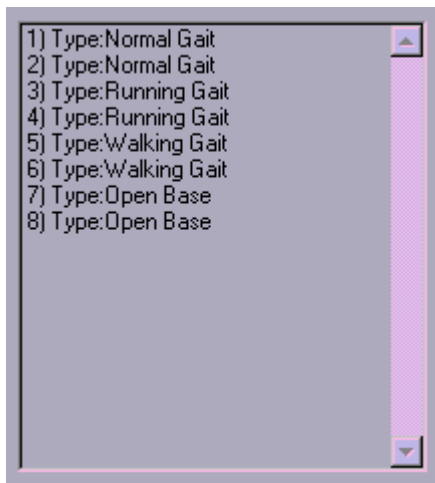 1) Type:Normal Gait
2) Type:Normal Gait
3) Type:Running Gait
4) Type:Running Gait
5) Type:Walking Gait
6) Type:Walking Gait
7) Type:Open Base
8) Type:Open Base